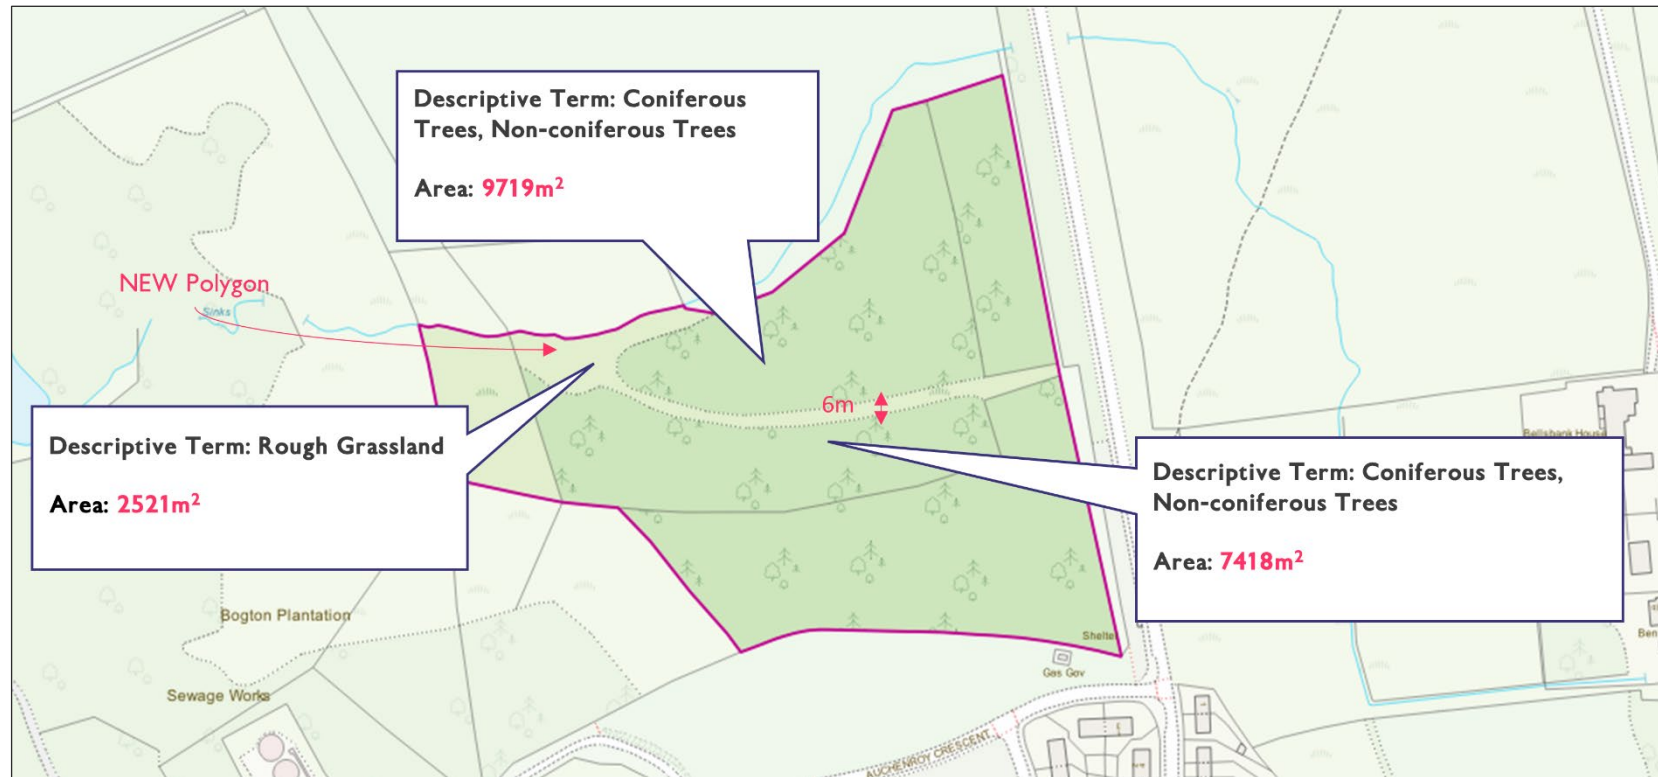 Descriptive Term: Coniferous
Trees, Non-coniferous Trees
Area: 9719m²
NEW Polygon
Sinks
6m
Descriptive Term: Rough Grassland
Area: 2521m²
Bellsbank House
Descriptive Term: Coniferous Trees,
Non-coniferous Trees
Area: 7418m²
Bogton Plantation
Ben
Shelter
Gas Gov
Sewage Works
AUCHENROY CRESCENT